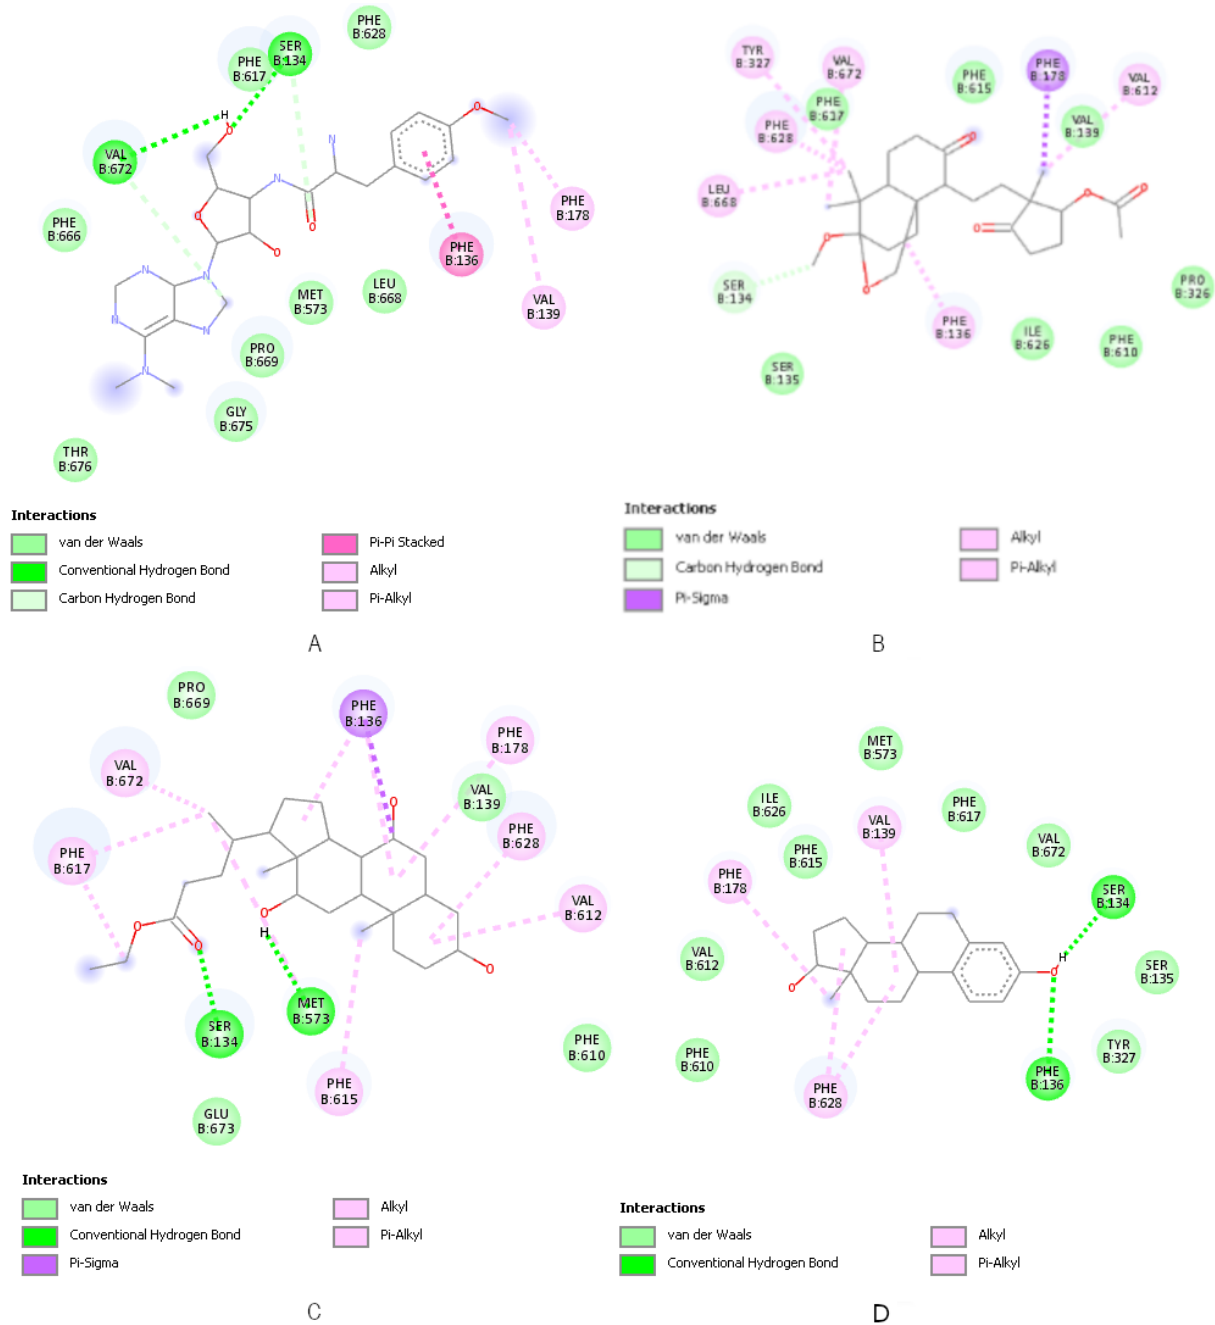 PHE
B:628
SER
B:134
PHE
B:617
H
O
VAL
B:672
N
O
NH
O
O
PHE
B:178
PHE
B:666
O
PHE
B:136
N
N
N
MET
B:573
LEU
B:668
VAL
B:139
N
N
PRO
B:669
N
GLY
B:675
THR
B:676
Interactions
van der Waals
Conventional Hydrogen Bond
Carbon Hydrogen Bond
Pi-Pi Stacked
Alkyl
Pi-Alkyl
A
TYR
B:327
VAL
B:672
PHE
B:615
PHE
B:178
VAL
B:612
PHE
B:617
PHE
B:628
VAL
B:139
O
LEU
B:668
O
O
O
O
O
SER
B:134
PRO
B:326
PHE
B:136
ILE
B:626
PHE
B:610
SER
B:135
Interactions
van der Waals
Carbon Hydrogen Bond
Pi-Sigma
Alkyl
Pi-Alkyl
B
PRO
B:669
PHE
B:136
PHE
B:178
VAL
B:672
VAL
B:139
O
PHE
B:628
PHE
B:617
VAL
B:612
O
H
O
O
O
SER
B:134
MET
B:573
PHE
B:610
PHE
B:615
GLU
B:673
Interactions
van der Waals
Conventional Hydrogen Bond
Pi-Sigma
Alkyl
Pi-Alkyl
C
MET
B:573
ILE
B:626
VAL
B:139
PHE
B:617
PHE
B:615
VAL
B:672
PHE
B:178
SER
B:134
VAL
B:612
H
O
O
SER
B:135
PHE
B:610
TYR
B:327
PHE
B:136
PHE
B:628
Interactions
van der Waals
Conventional Hydrogen Bond
Alkyl
Pi-Alkyl
D